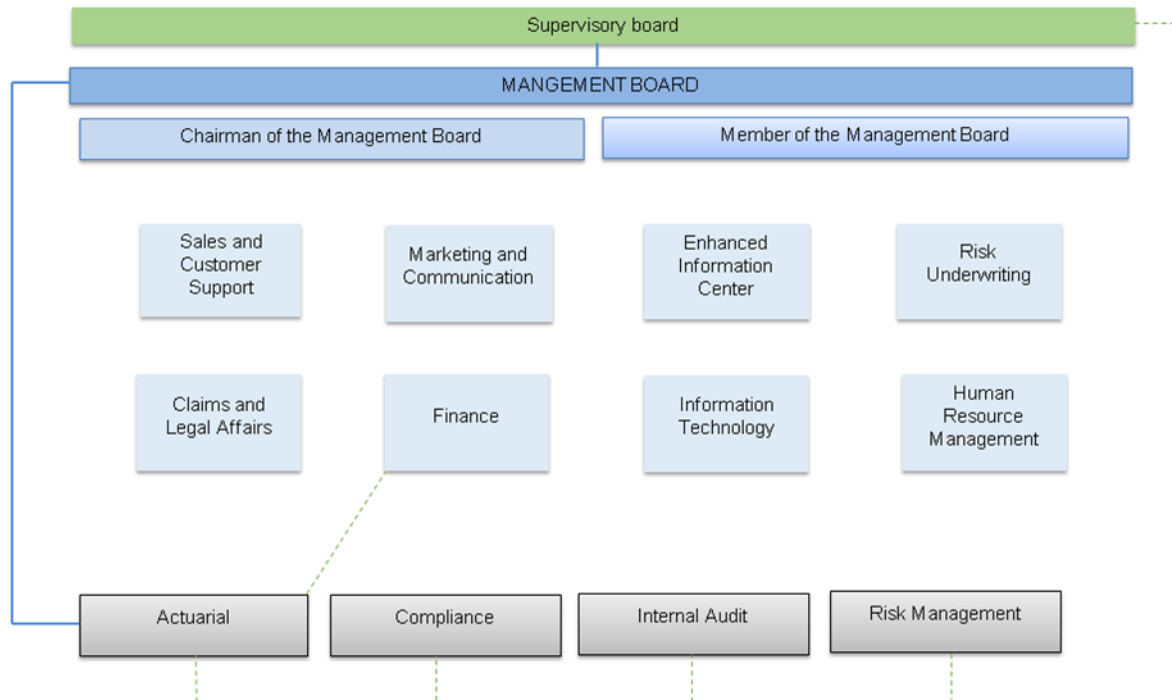 Supervisory board
MANGEMENT BOARD
Chairman of the Management Board
Member of the Management Board
Sales and
Customer
Support
Marketing and
Communication
Enhanced
Information
Center
Risk
Underwriting
Claims and
Legal Affairs
Finance
Information
Technology
Human
Resource
Management
Actuarial
Compliance
Internal Audit
Risk Management